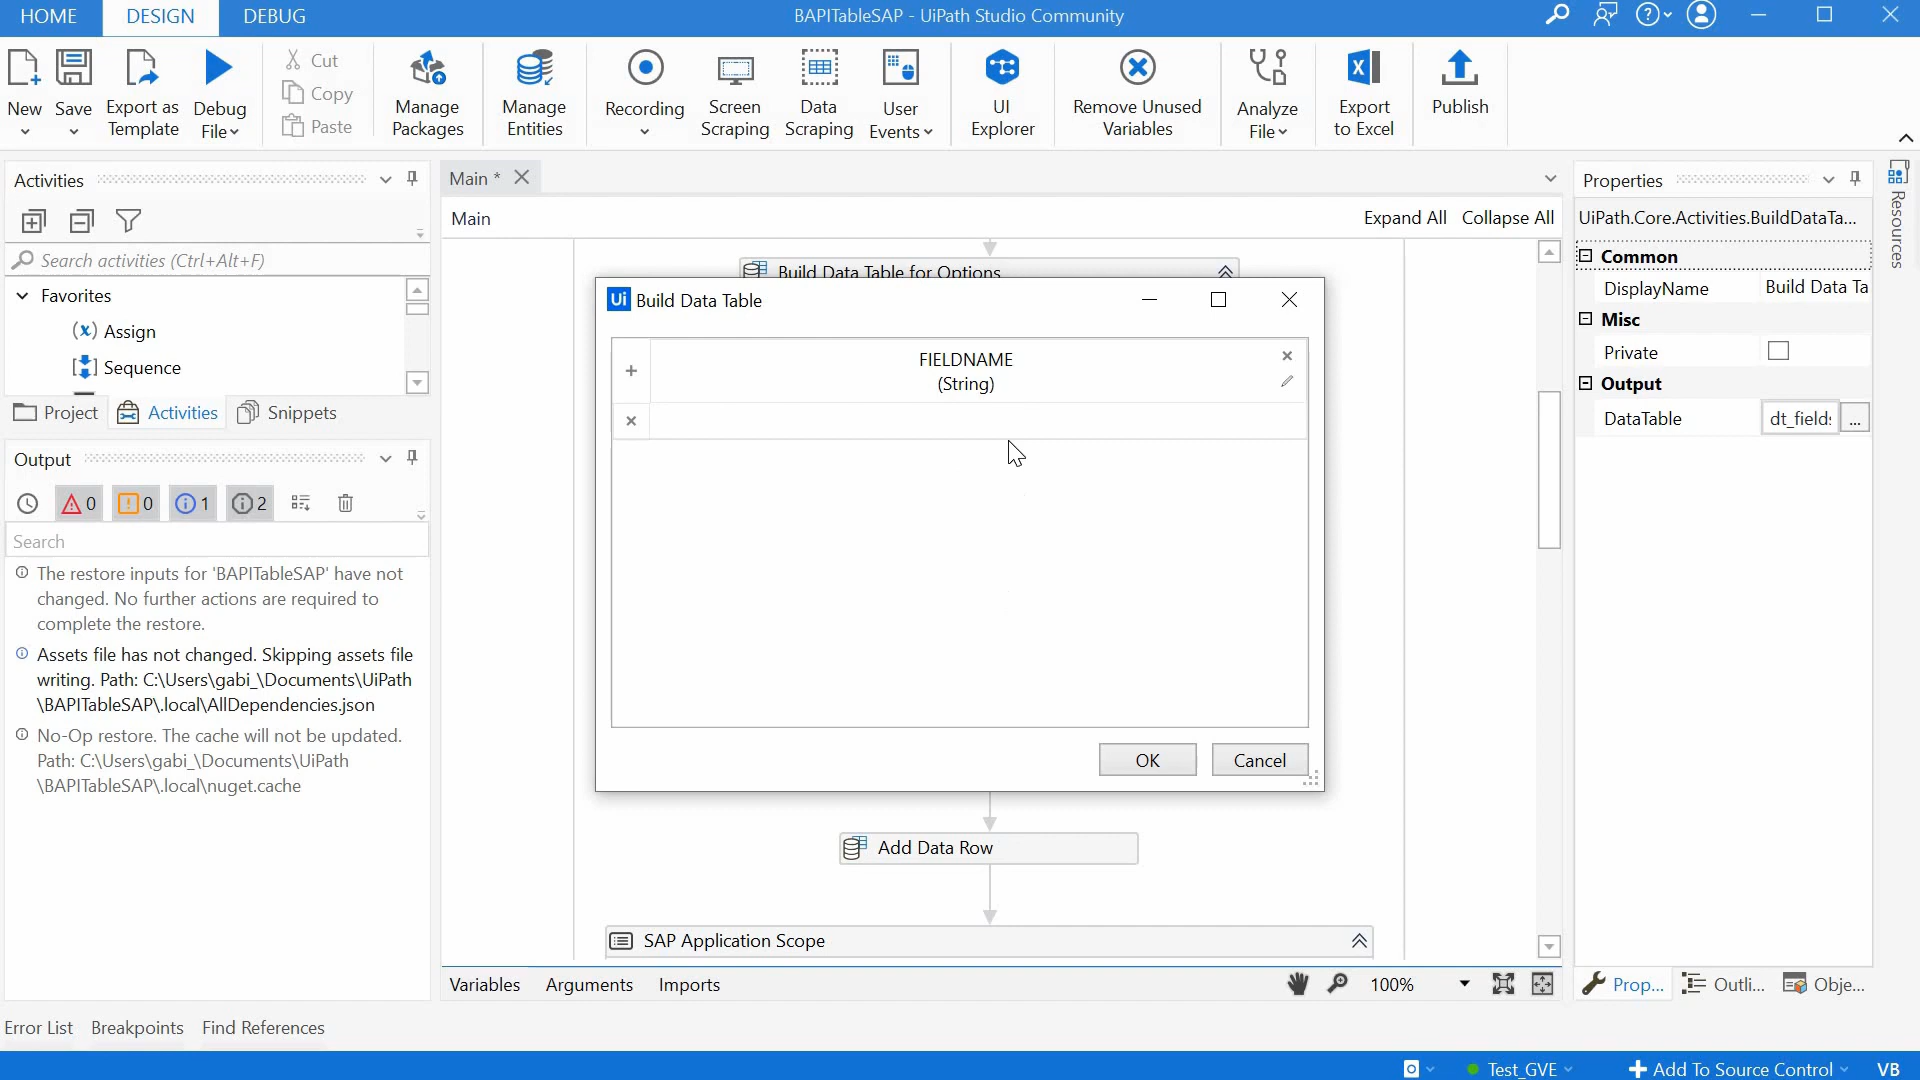 HOME
DESIGN
DEBUG
BAPITableSAP - UiPath Studio Community
New
Save
Export as
Template
Debug
File
Cut
Copy
Paste
Manage
Packages
Manage
Entities
Recording
Screen
Scraping
Data
Scraping
User
Events
UI
Explorer
Remove Unused
Variables
Analyze
File
Export
to Excel
Publish
Activities
Search activities (Ctrl+Alt+F)
Favorites
Assign
Sequence
Project
Activities
Snippets
Output
0
0
1
2
Search
The restore inputs for 'BAPITableSAP' have not
changed. No further actions are required to
complete the restore.
Assets file has not changed. Skipping assets file
writing. Path: C:\Users\gabi_\Documents\UiPath
\BAPITableSAP\.local\AllDependencies.json
No-Op restore. The cache will not be updated.
Path: C:\Users\gabi_\Documents\UiPath
\BAPITableSAP\.local\nuget.cache
Main *
Main
Expand All
Collapse All
Build Data Table for Options
Ui Build Data Table
FIELDNAME
(String)
OK
Cancel
Add Data Row
SAP Application Scope
Variables
Arguments
Imports
100%
Properties
UiPath.Core.Activities.BuildDataTa...
Common
DisplayName
Build Data Ta
Misc
Private
Output
DataTable
dt_field:
...
Prop...
Outli...
Obje...
Resources
Error List
Breakpoints
Find References
Test_GVE
Add To Source Control
VB